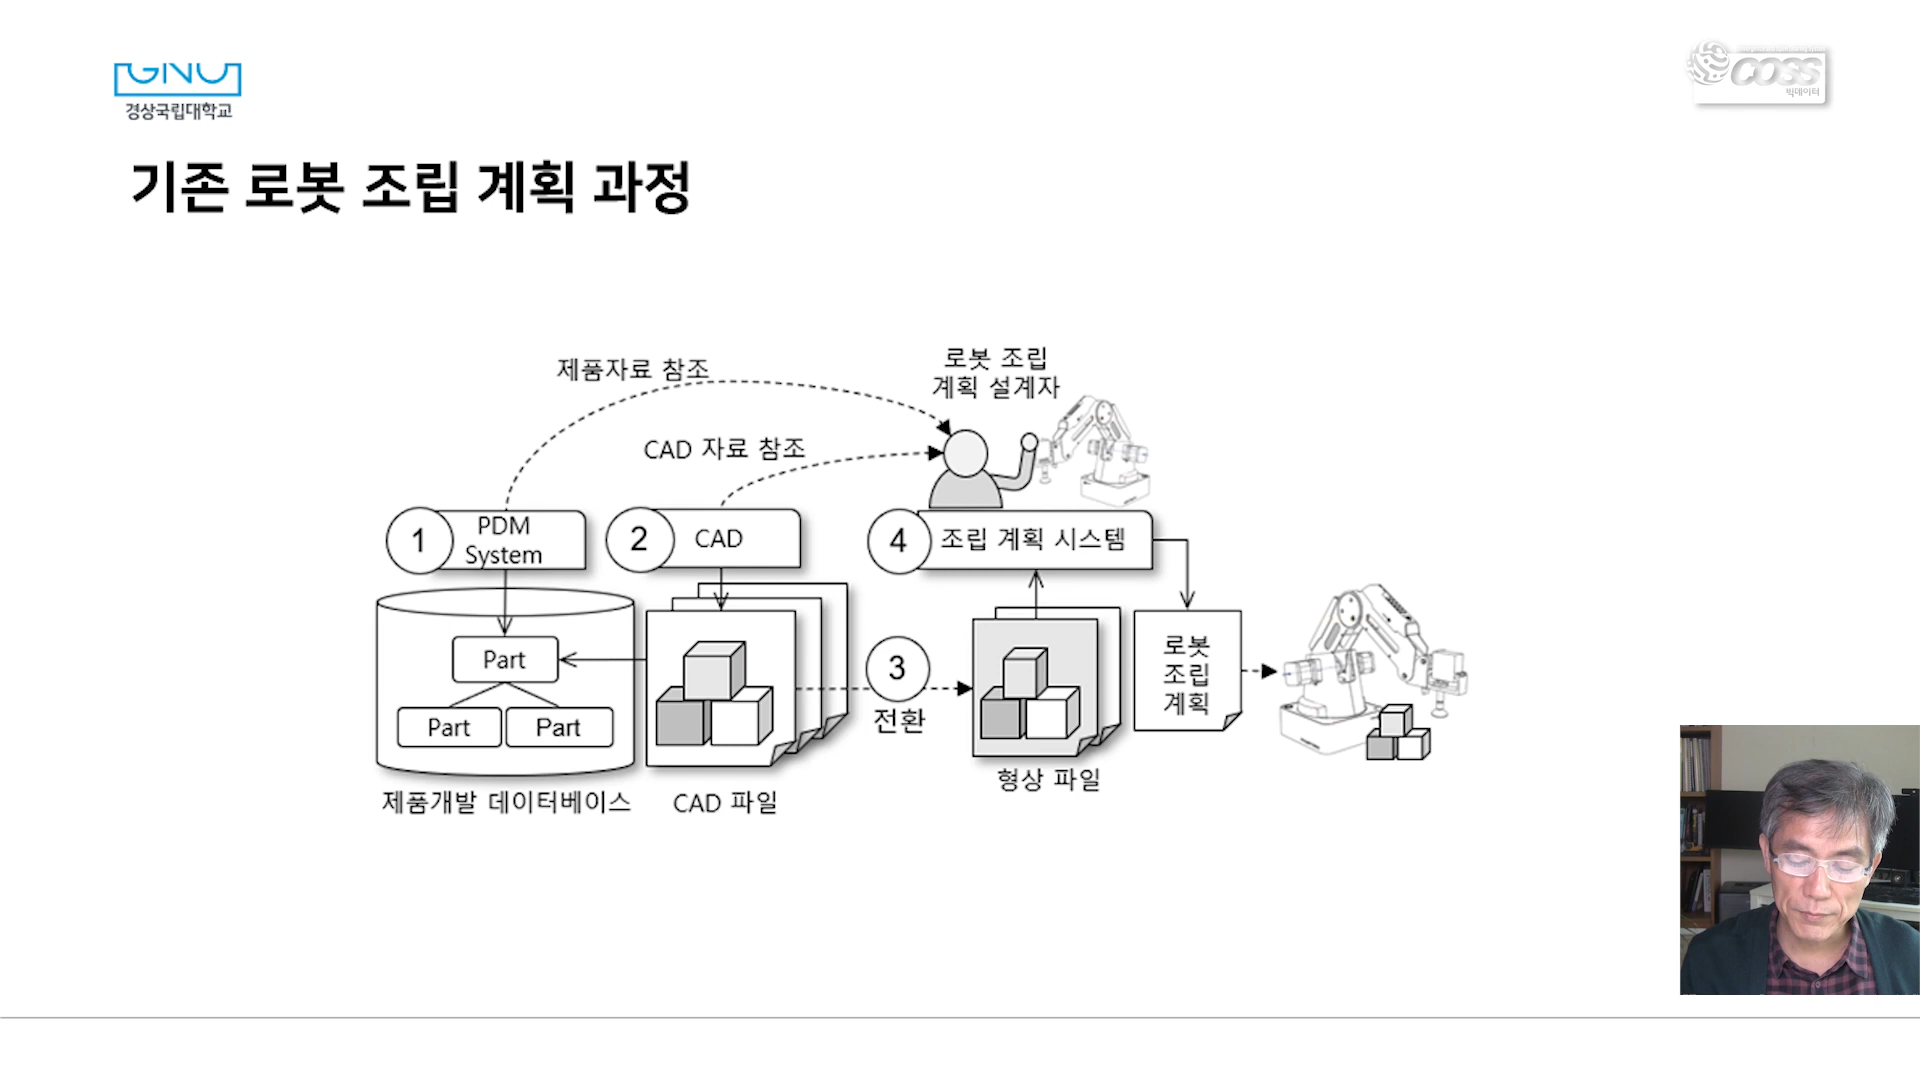 GNU
경상국립대학교
COSS
빅데이터
기존 로봇 조립 계획 과정
제품자료 참조
로봇 조립
계획 설계자
CAD 자료 참조
1
PDM
System
2
CAD
4
조립 계획 시스템
Part
Part
Part
3
전환
로봇
조립
계획
제품개발 데이터베이스
CAD 파일
형상 파일